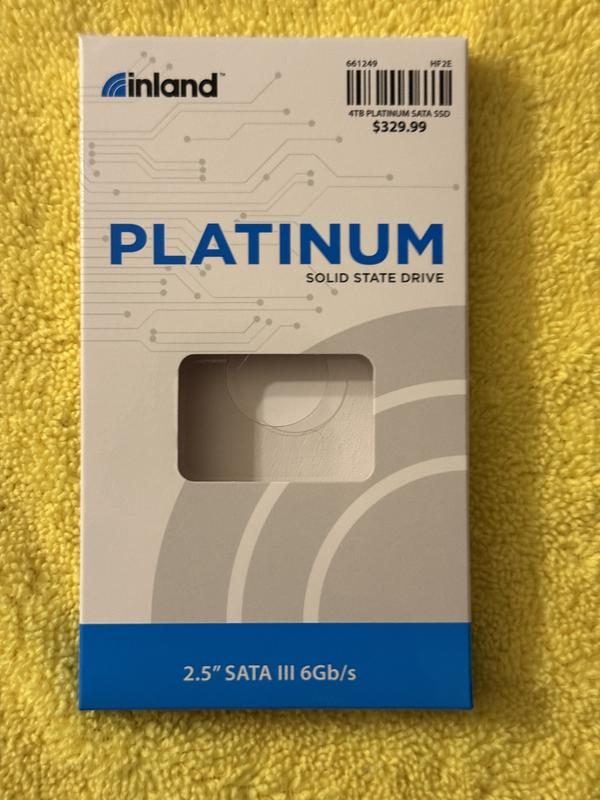 inland™
661249 HF2E
4TB PLATINUM SATA SSD
$329.99
PLATINUM
SOLID STATE DRIVE
2.5” SATA III 6Gb/s